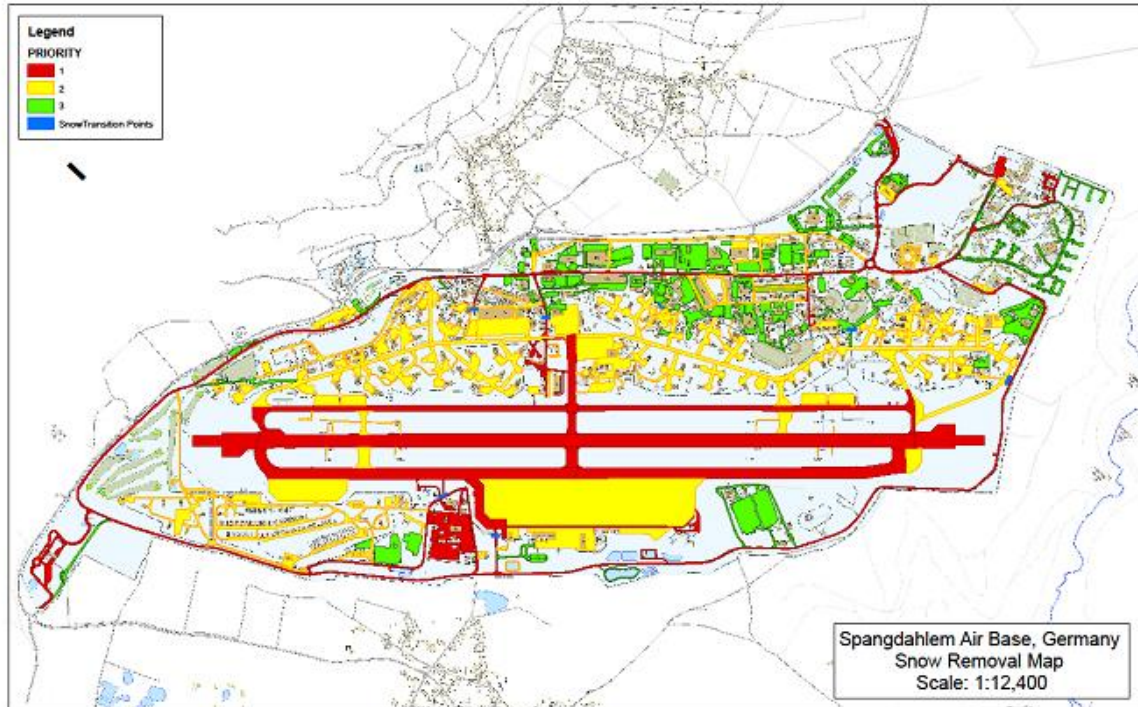 Legend
PRIORITY
1
2
3
SnowTransition Points
Spangdahlem Air Base, Germany
Snow Removal Map
Scale: 1:12,400